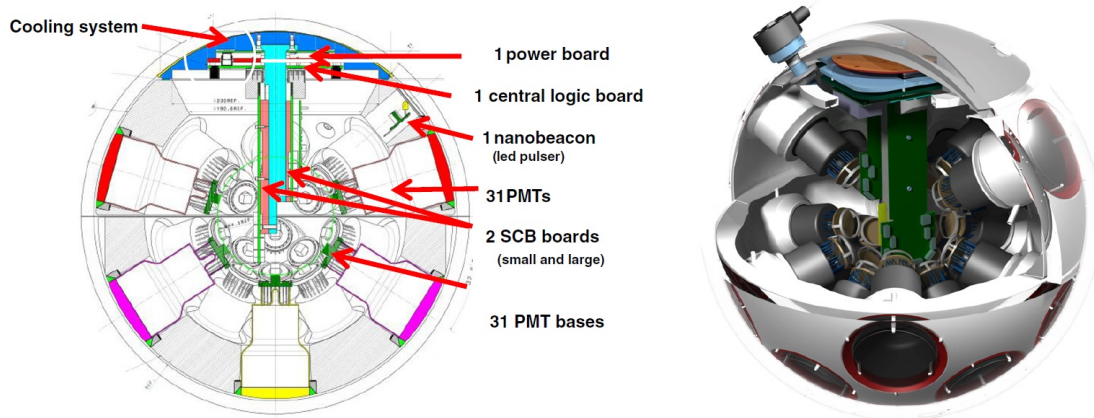 Cooling system
1 power board
1 central logic board
1 nanobeacon
(led pulser)
31PMTs
2 SCB boards
(small and large)
31 PMT bases